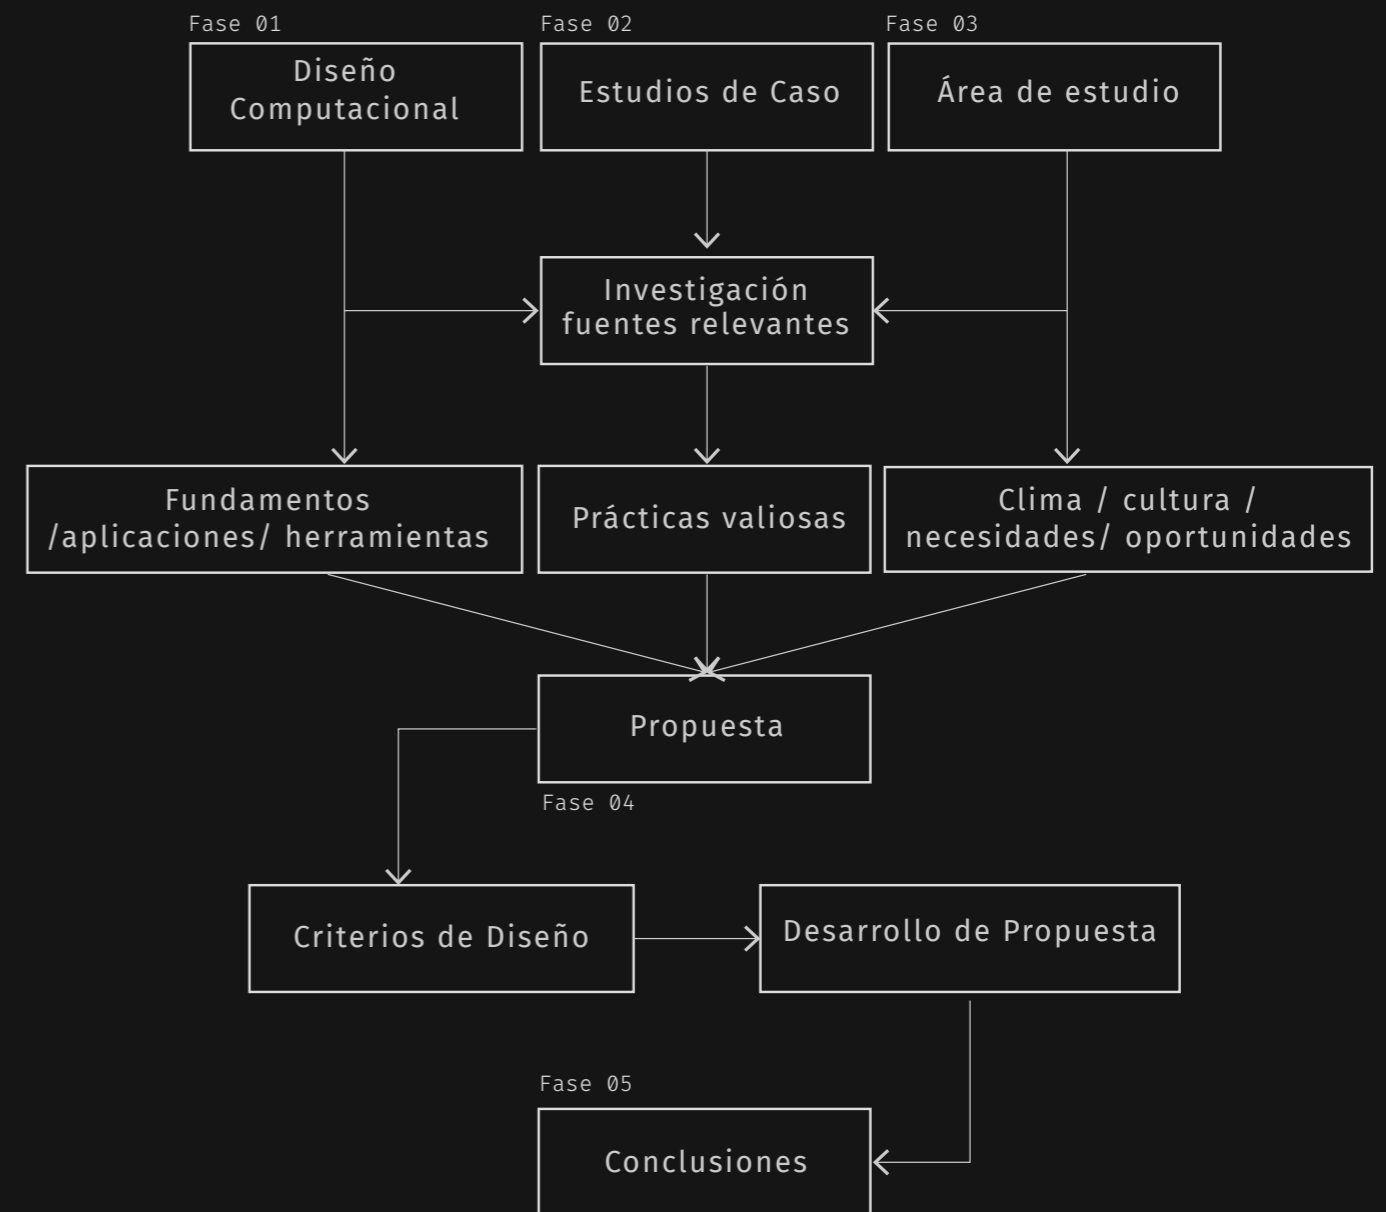 Fase 01
Fase 02
Fase 03
Diseño
Computacional
Estudios de Caso
Área de estudio
Investigación
fuentes relevantes
Fundamentos
/aplicaciones/ herramientas
Prácticas valiosas
Clima / cultura /
necesidades/ oportunidades
Propuesta
Fase 04
Criterios de Diseño
Desarrollo de Propuesta
Fase 05
Conclusiones